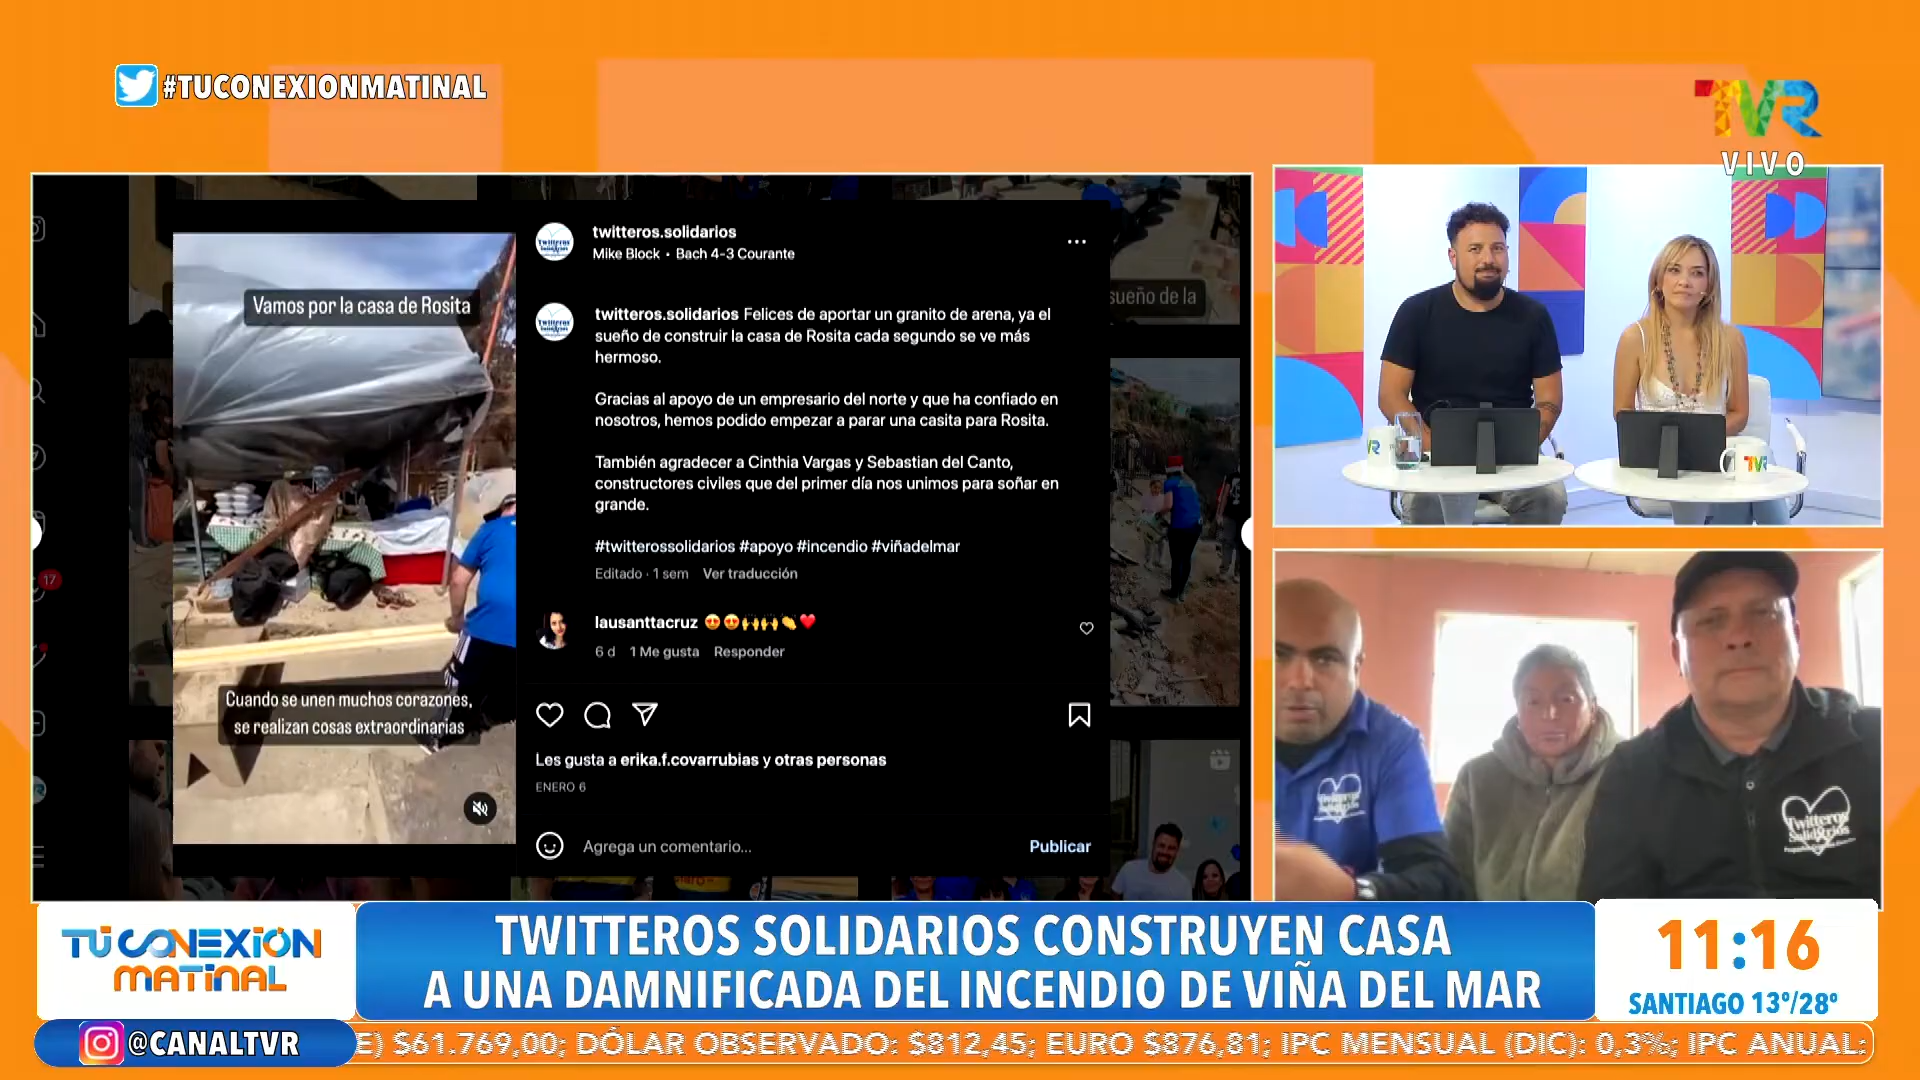 #TUCONEXIONMATINAL
TVR
VIVO
Vamos por la casa de Rosita
Cuando se unen muchos corazones,
se realizan cosas extraordinarias
17
twitteros.solidarios
Mike Block • Bach 4-3 Courante
twitteros.solidarios Felices de aportar un granito de arena, ya el
sueño de construir la casa de Rosita cada segundo se ve más
hermoso.
Gracias al apoyo de un empresario del norte y que ha confiado en
nosotros, hemos podido empezar a parar una casita para Rosita.
También agradecer a Cinthia Vargas y Sebastian del Canto,
constructores civiles que del primer día nos unimos para soñar en
grande.
#twitterossolidarios #apoyo #incendio #viñadelmar
Editado · 1 sem Ver traducción
lausanttacruz 😍😍🙌🙌👏❤️
6 d 1 Me gusta Responder
Les gusta a erika.f.covarrubias y otras personas
ENERO 6
Agrega un comentario... Publicar
sueño de la
TVR
Twitteros
Solidarios
Twitteros
Solidarios
TU CONEXIÓN
MATINAL
TWITTEROS SOLIDARIOS CONSTRUYEN CASA
A UNA DAMNIFICADA DEL INCENDIO DE VIÑA DEL MAR
11:16
SANTIAGO 13°/28°
@CANALTVR
E) $61.769,00; DÓLAR OBSERVADO: $812,45; EURO $876,81; IPC MENSUAL (DIC): 0,3%; IPC ANUAL: